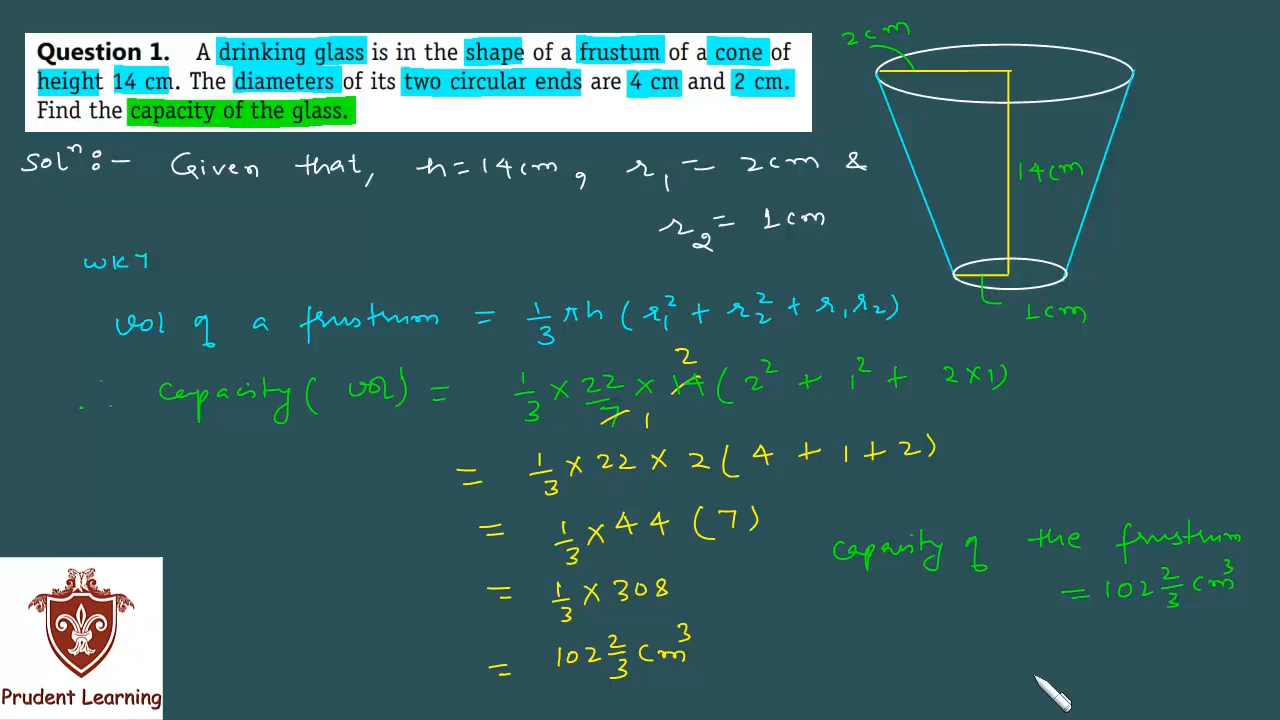 Question 1. A drinking glass is in the shape of a frustum of a cone of
height 14 cm. The diameters of its two circular ends are 4 cm and 2 cm.
Find the capacity of the glass.
2cm
14cm
1cm
Solⁿ :- Given that, h = 14cm, r₁ = 2cm &
r₂ = 1cm
WKT
Vol of a frustum = 1/3 πh (r₁² + r₂² + r₁r₂)
∴ Capacity (Vol) = 1/3 × 22/7 × 14 (2² + 1² + 2×1)
2
1
= 1/3 × 22 × 2 (4 + 1 + 2)
= 1/3 × 44 (7)
= 1/3 × 308
= 102 2/3 cm³
Capacity of the frustum
= 102 2/3 cm³
Prudent Learning